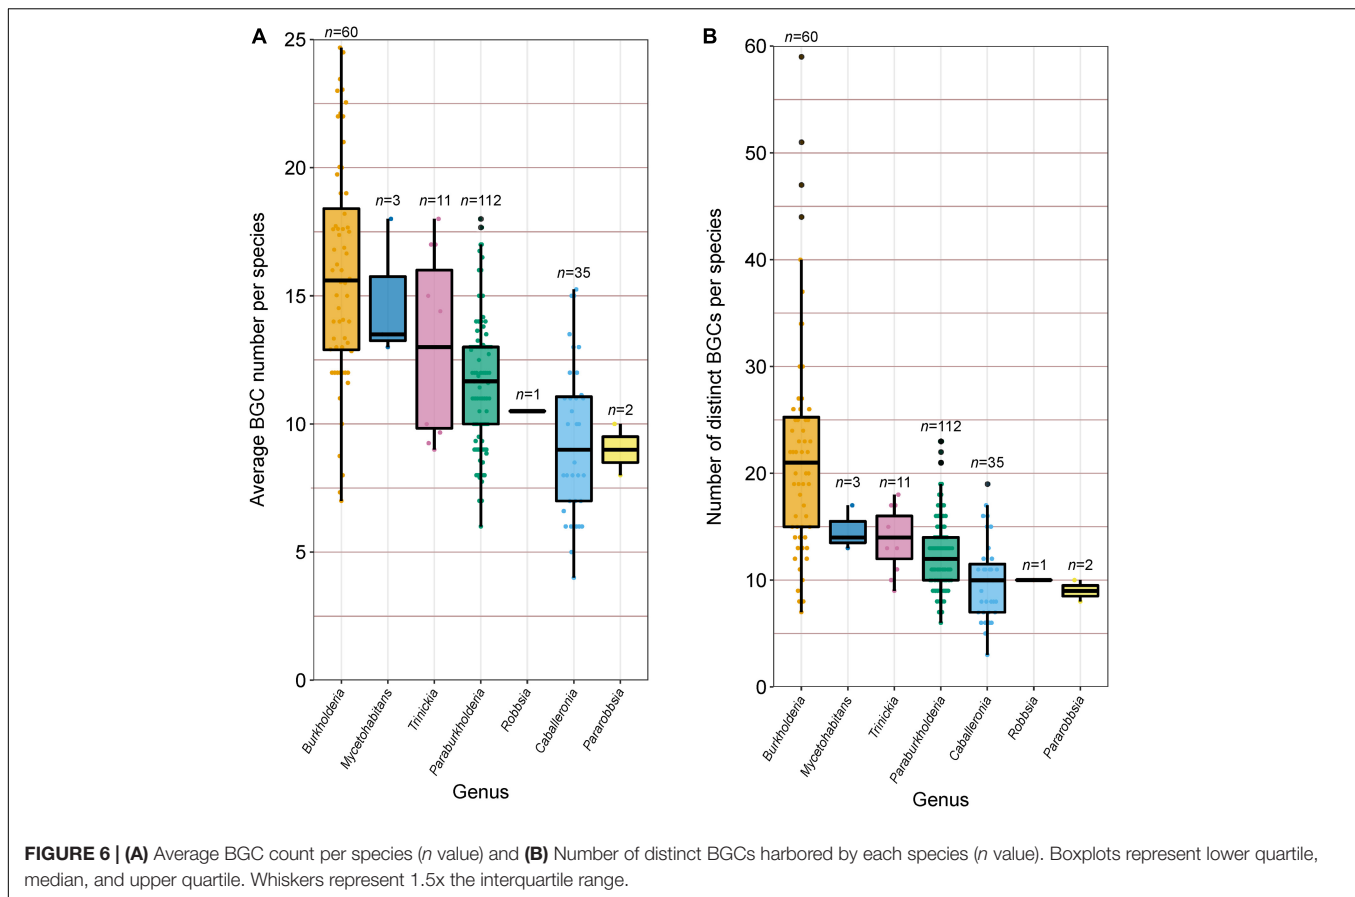 A
n=60
25
20
15
10
5
0
Average BGC number per species
n=3
n=11
n=112
n=1
n=35
n=2
Burkholderia
Mycetohabitans
Trinickia
Paraburkholderia
Robbsia
Caballeronia
Pararobbsia
Genus
B
n=60
60
50
40
30
20
10
0
Number of distinct BGCs per species
n=3
n=11
n=112
n=35
n=1
n=2
Burkholderia
Mycetohabitans
Trinickia
Paraburkholderia
Caballeronia
Robbsia
Pararobbsia
Genus
FIGURE 6 | (A) Average BGC count per species (n value) and (B) Number of distinct BGCs harbored by each species (n value). Boxplots represent lower quartile,
median, and upper quartile. Whiskers represent 1.5x the interquartile range.